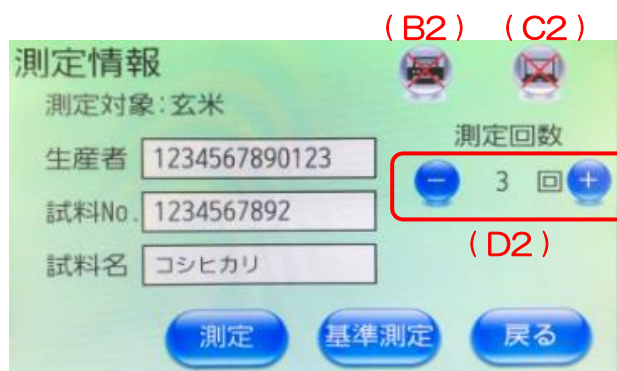 (B2) (C2)
測定情報
測定対象:玄米
測定回数
生産者 1234567890123
- 3 回 +
試料No. 1234567892
(D2)
試料名 コシヒカリ
測定 基準測定 戻る